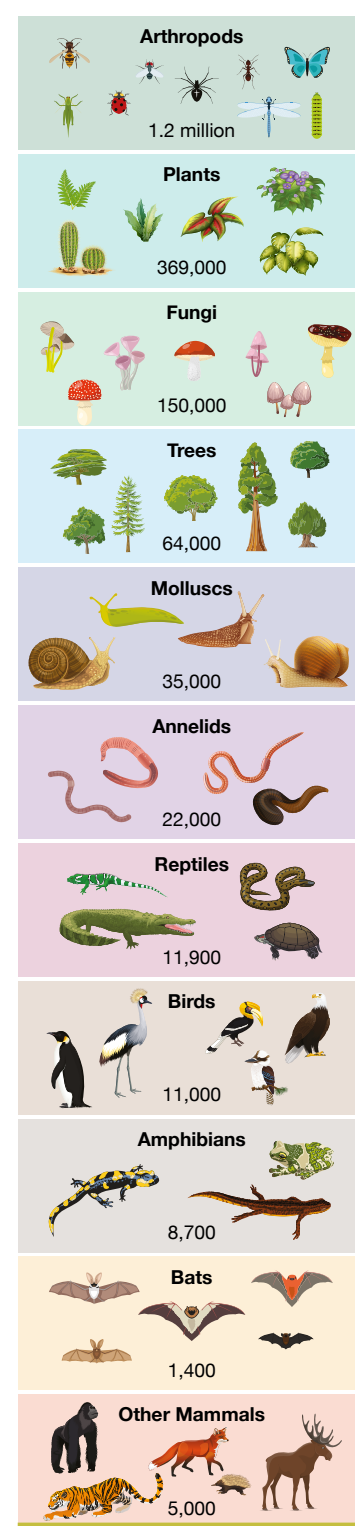 Arthropods
1.2 million
Plants
369,000
Fungi
150,000
Trees
64,000
Molluscs
35,000
Annelids
22,000
Reptiles
11,900
Birds
11,000
Amphibians
8,700
Bats
1,400
Other Mammals
5,000